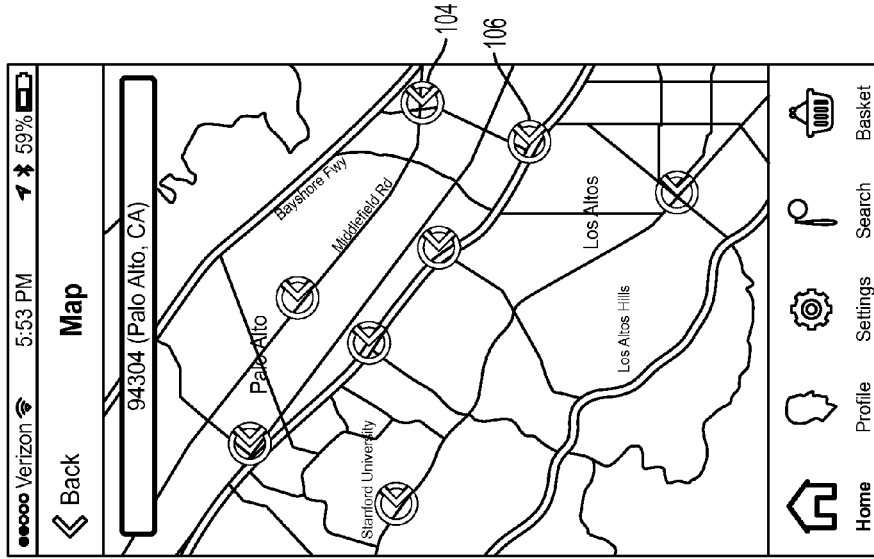 ●●●○○ Verizon 5:53 PM 59%
Back Map
94304 (Palo Alto, CA)
Bayshore Fwy
Middlefield Rd
Palo Alto
Stanford University
Los Altos
Los Altos Hills
104
106
Home Profile Settings Search Basket